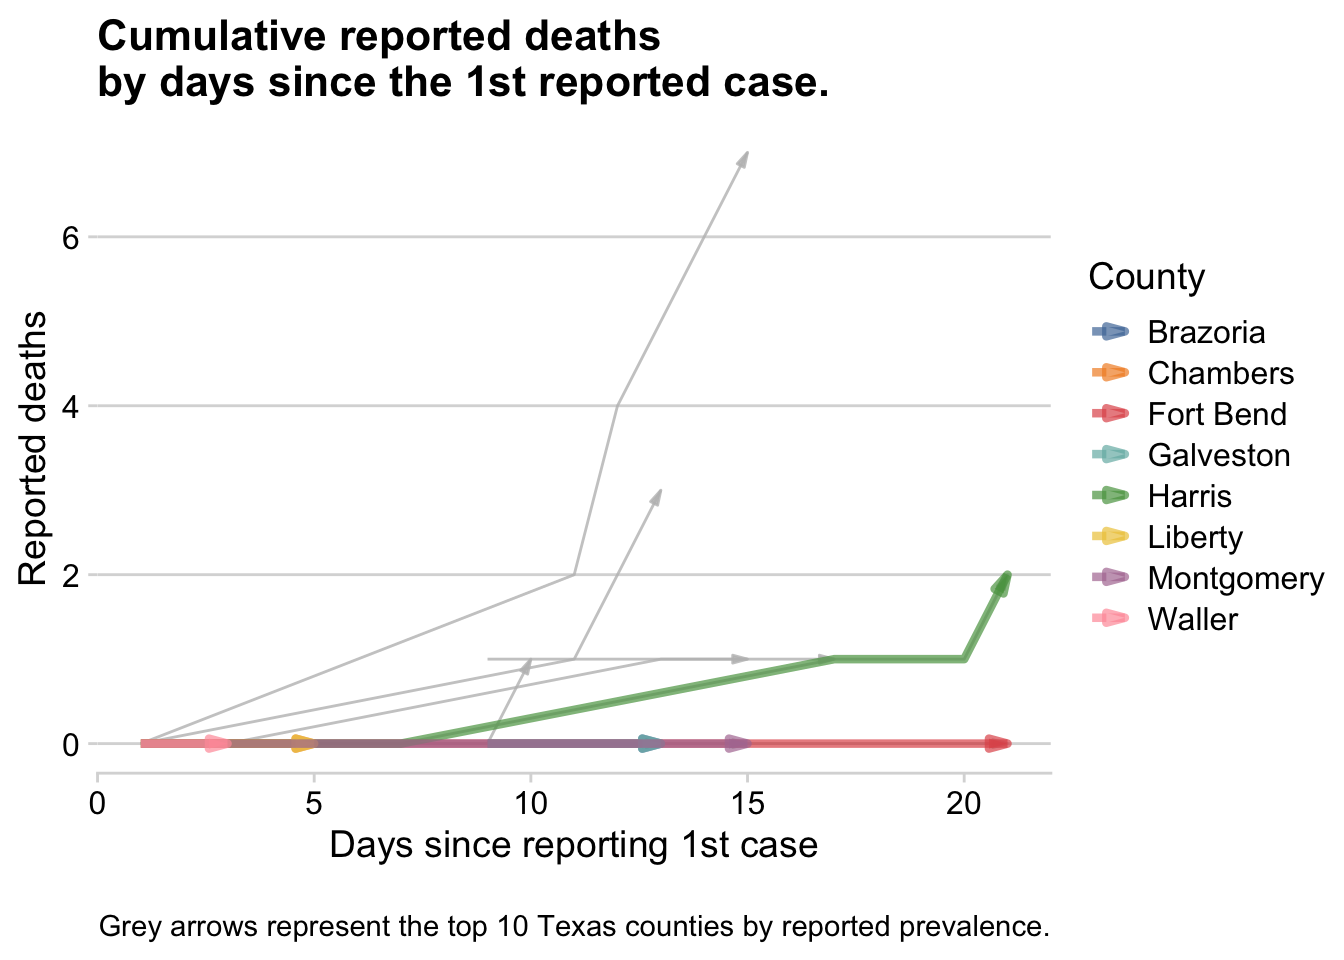 Cumulative reported deaths
by days since the 1st reported case.
6
4
2
0
Reported deaths
0 5 10 15 20
Days since reporting 1st case
County
Brazoria
Chambers
Fort Bend
Galveston
Harris
Liberty
Montgomery
Waller
Grey arrows represent the top 10 Texas counties by reported prevalence.